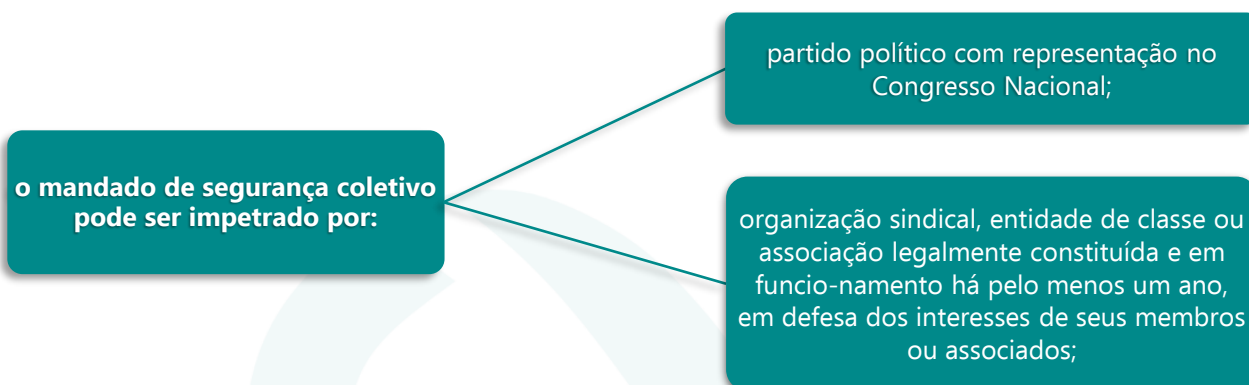 o mandado de segurança coletivo
pode ser impetrado por:
partido político com representação no
Congresso Nacional;
organização sindical, entidade de classe ou
associação legalmente constituída e em
funcio-namento há pelo menos um ano,
em defesa dos interesses de seus membros
ou associados;